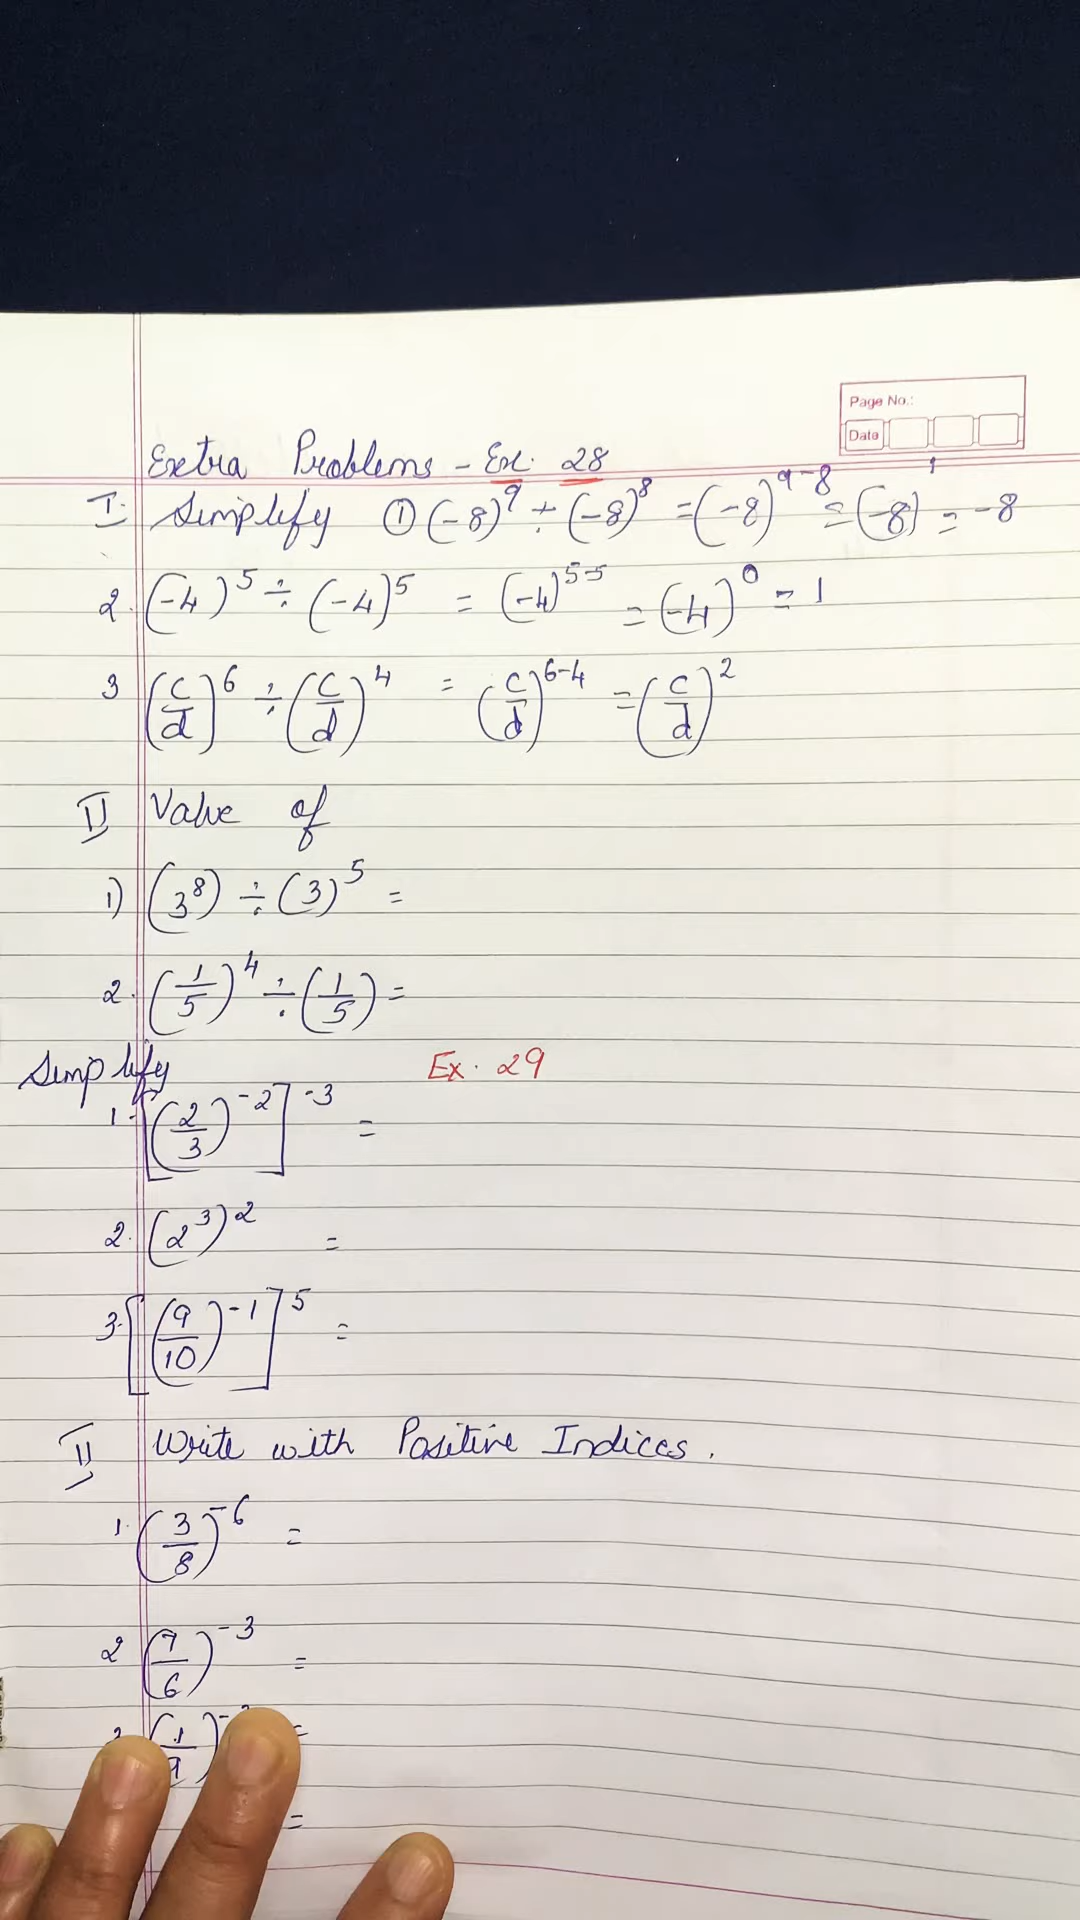 Page No.:
Date
Extra Problems - Ex. 28
I. Simplify ① (-8)⁹ ÷ (-8)⁸ = (-8)⁹⁻⁸ = (-8)¹ = -8
2. (-4)⁵ ÷ (-4)⁵ = (-4)⁵⁻⁵ = (-4)⁰ = 1
3 (c/d)⁶ ÷ (c/d)⁴ = (c/d)⁶⁻⁴ = (c/d)²
II Value of
1) (3⁸) ÷ (3)⁵ =
2. (1/5)⁴ ÷ (1/5) =
Simplify Ex. 29
1. [(2/3)⁻²]⁻³ =
2. (2³)² =
3. [(9/10)⁻¹]⁵ =
II Write with Positive Indices.
1. (3/8)⁻⁶ =
2 (7/6)⁻³ =
(1/9) =
=